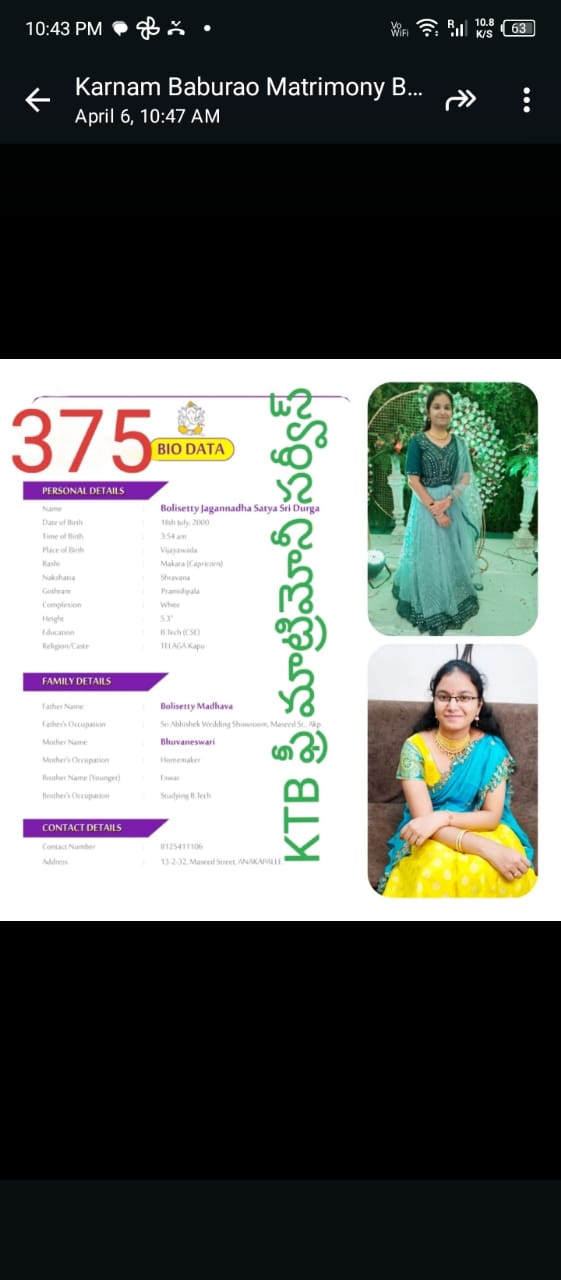 10:43 PM
Vo
WiFi
R
10.8
K/S
63
Karnam Baburao Matrimony B...
April 6, 10:47 AM
375
BIO DATA
PERSONAL DETAILS
Name : Bolisetty Jagannadha Satya Sri Durga
Date of Birth : 18th July, 2000
Time of Birth : 3:54 am
Place of Birth : Vijayawada
Rashi : Makara (Capricorn)
Nakshatra : Shravana
Gothram : Pramidipala
Complexion : White
Height : 5.3"
Education : B.Tech (CSE)
Religion/Caste : TELAGA Kapu
FAMILY DETAILS
Father Name : Bolisetty Madhava
Father's Occupation : Sri Abhishek Wedding Showroom, Maseed St., Akp.
Mother Name : Bhuvaneswari
Mother's Occupation : Homemaker
Brother Name (Younger) : Eswar
Brother's Occupation : Studying B.Tech
CONTACT DETAILS
Contact Number : 8125411106
Address : 13-2-32, Maseed Street, ANAKAPALLE
KTB ఫ్రీ మాట్రిమోనీ సర్వీస్